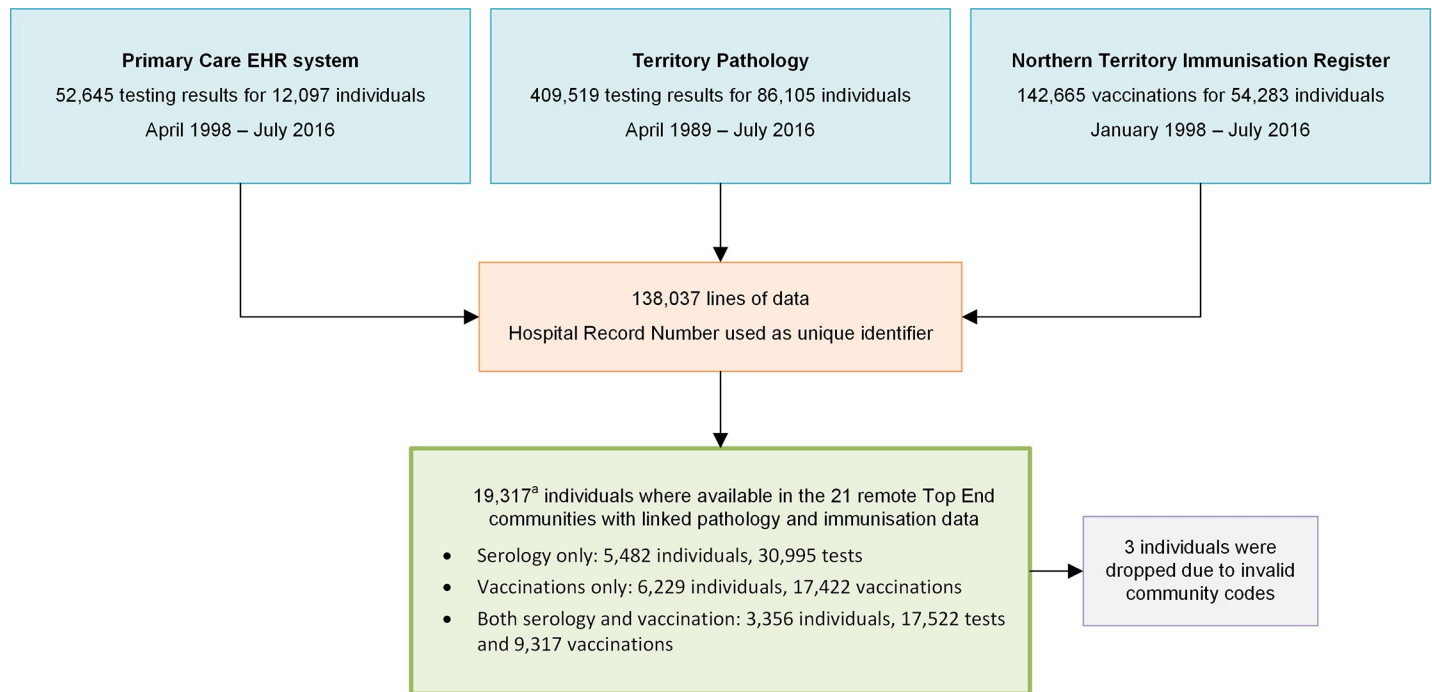 Primary Care EHR system
52,645 testing results for 12,097 individuals
April 1998 – July 2016
Territory Pathology
409,519 testing results for 86,105 individuals
April 1989 – July 2016
Northern Territory Immunisation Register
142,665 vaccinations for 54,283 individuals
January 1998 – July 2016
138,037 lines of data
Hospital Record Number used as unique identifier
19,317ᵃ individuals where available in the 21 remote Top End
communities with linked pathology and immunisation data
• Serology only: 5,482 individuals, 30,995 tests
• Vaccinations only: 6,229 individuals, 17,422 vaccinations
• Both serology and vaccination: 3,356 individuals, 17,522 tests
and 9,317 vaccinations
3 individuals were
dropped due to invalid
community codes